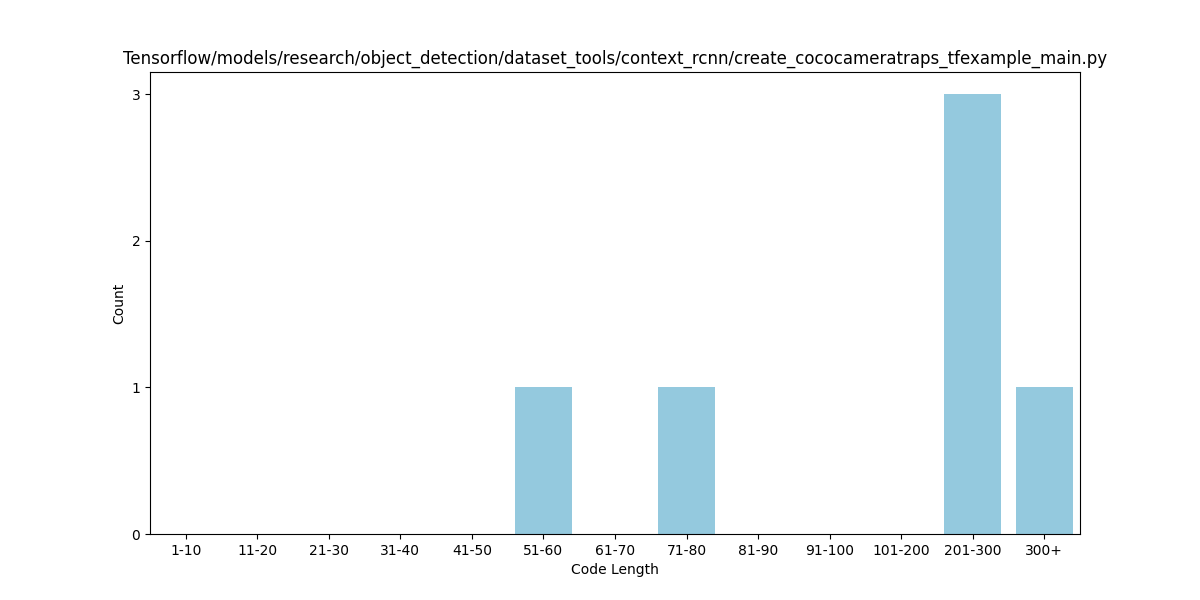 Tensorflow/models/research/object_detection/dataset_tools/context_rcnn/create_cococameratraps_tfexample_main.py
3
2
1
0
Count
1-10 11-20 21-30 31-40 41-50 51-60 61-70 71-80 81-90 91-100 101-200 201-300 300+
Code Length